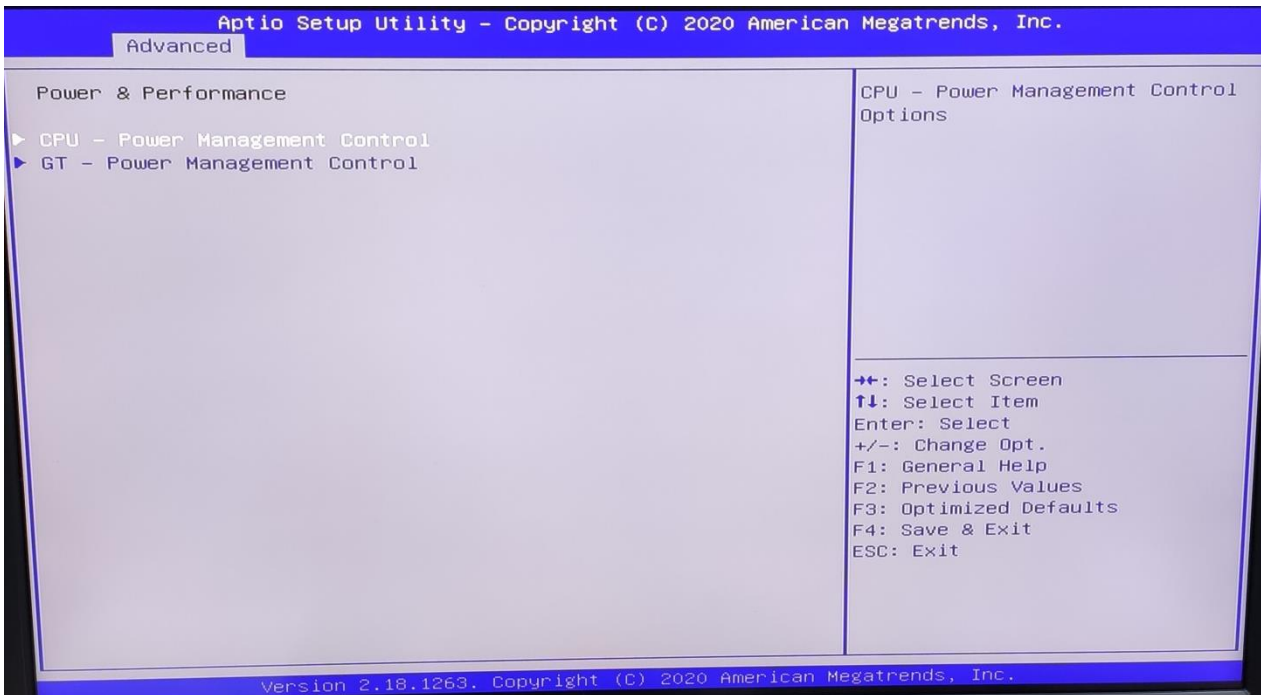 Aptio Setup Utility – Copyright (C) 2020 American Megatrends, Inc.
Advanced
Power & Performance
▶ CPU – Power Management Control
▶ GT – Power Management Control
CPU – Power Management Control
Options
→←: Select Screen
↑↓: Select Item
Enter: Select
+/-: Change Opt.
F1: General Help
F2: Previous Values
F3: Optimized Defaults
F4: Save & Exit
ESC: Exit
Version 2.18.1263. Copyright (C) 2020 American Megatrends, Inc.